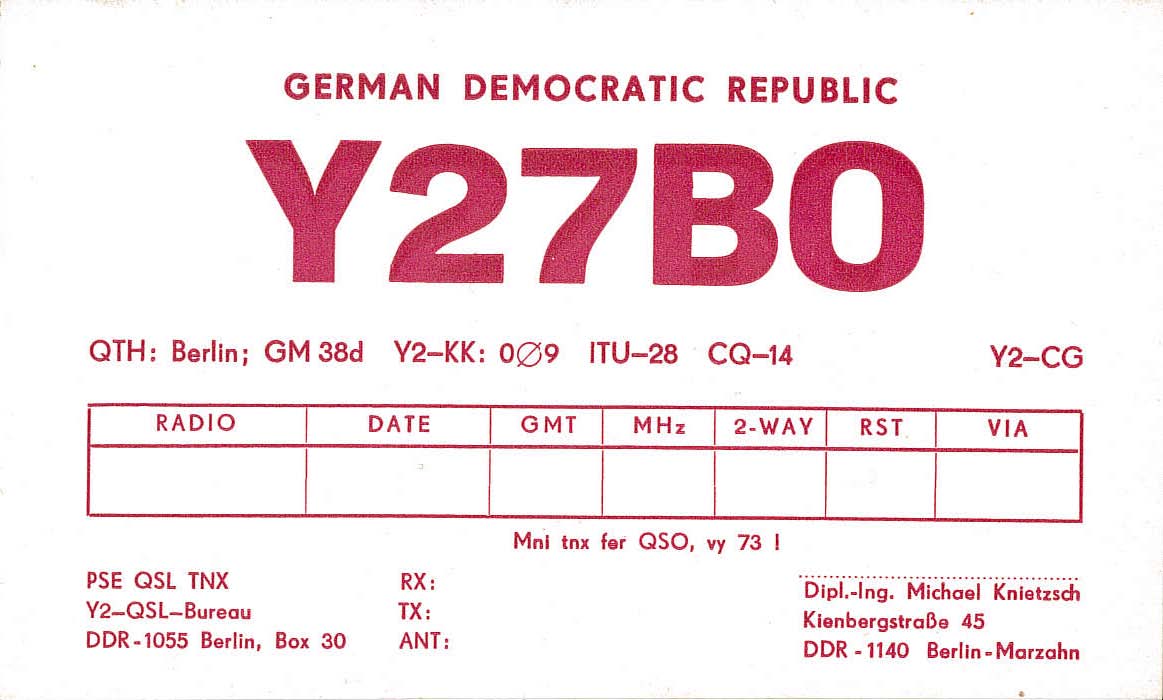 GERMAN DEMOCRATIC REPUBLIC
Y27BO
QTH: Berlin; GM 38d Y2–KK: 0Ø9 ITU–28 CQ–14 Y2–CG
RADIO DATE GMT MHz 2-WAY RST VIA
Mni tnx fer QSO, vy 73 !
PSE QSL TNX RX: Dipl.-Ing. Michael Knietzsch
Y2–QSL–Bureau TX: Kienbergstraße 45
DDR-1055 Berlin, Box 30 ANT: DDR - 1140 Berlin-Marzahn